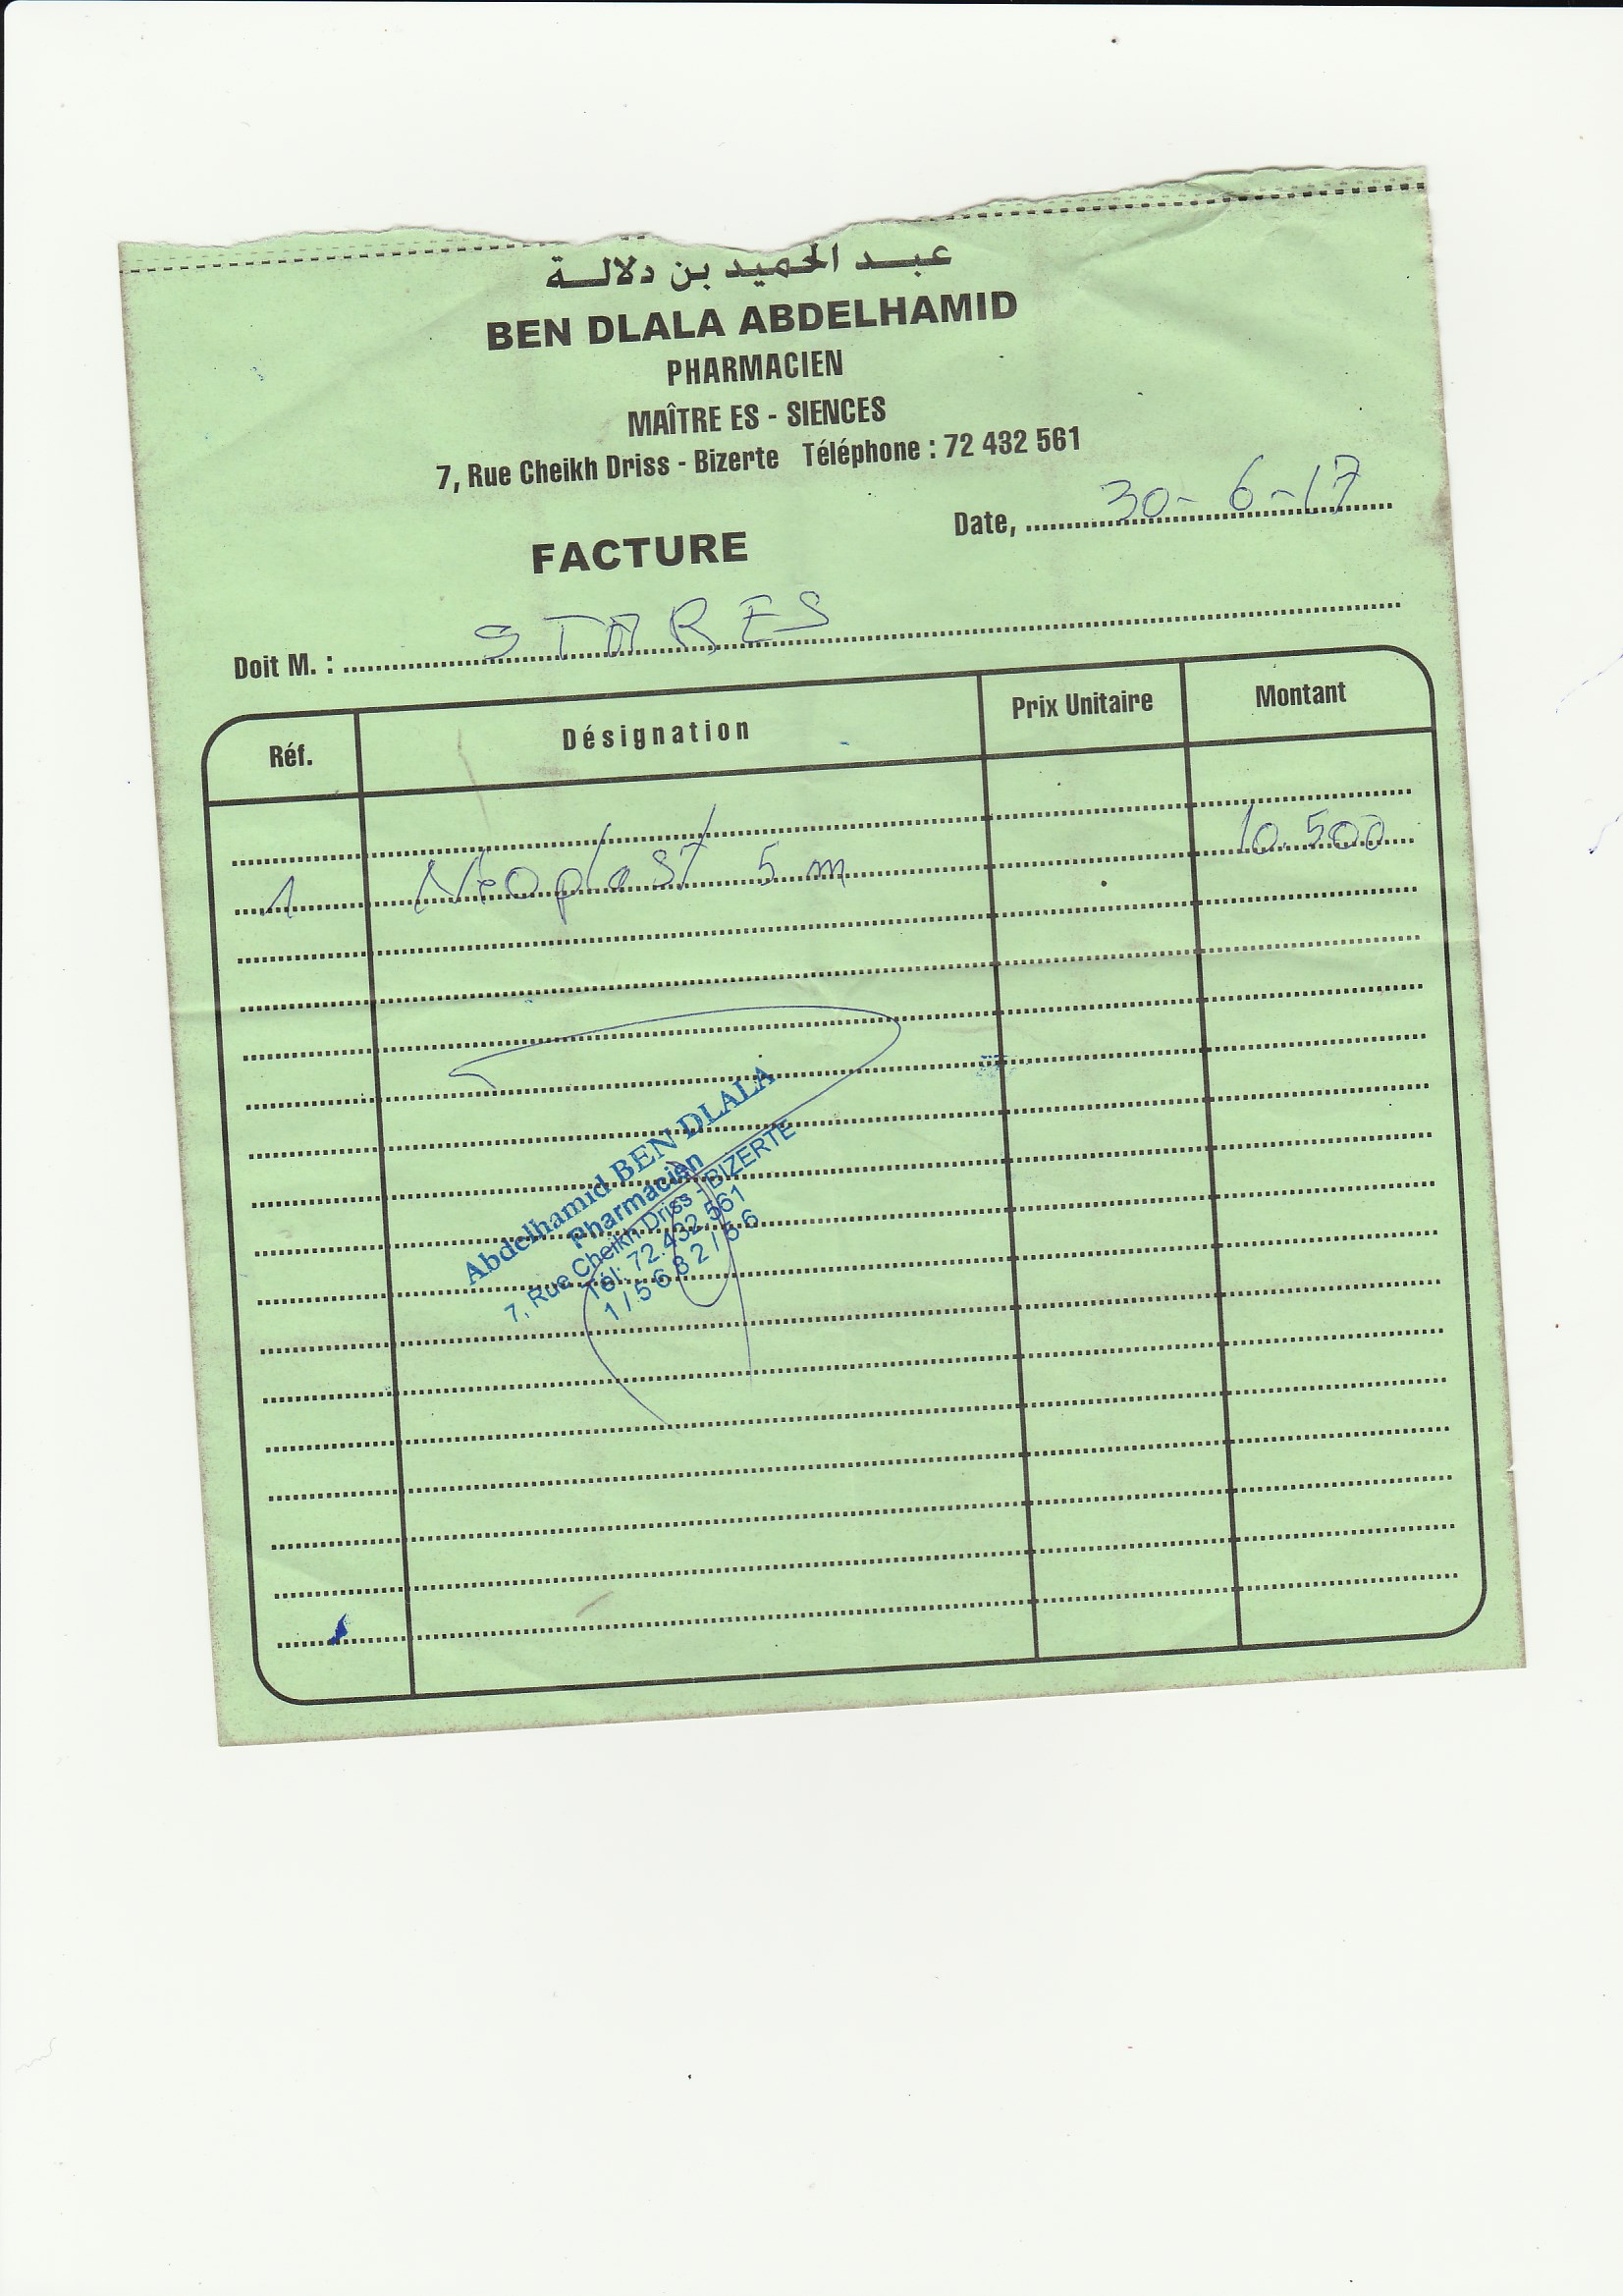 عبد الحميد بن دلالة
BEN DLALA ABDELHAMID
PHARMACIEN
MAÎTRE ES - SIENCES
7, Rue Cheikh Driss - Bizerte Téléphone : 72 432 561
Date, 30-6-17
FACTURE
Doit M. : STARES
Réf. Désignation Prix Unitaire Montant
1 Néoplast 5 m 10.500
Abdelhamid BEN DLALA
Pharmacien
7, Rue Cheikh Driss - BIZERTE
Tél: 72.432 561
1/5682/56